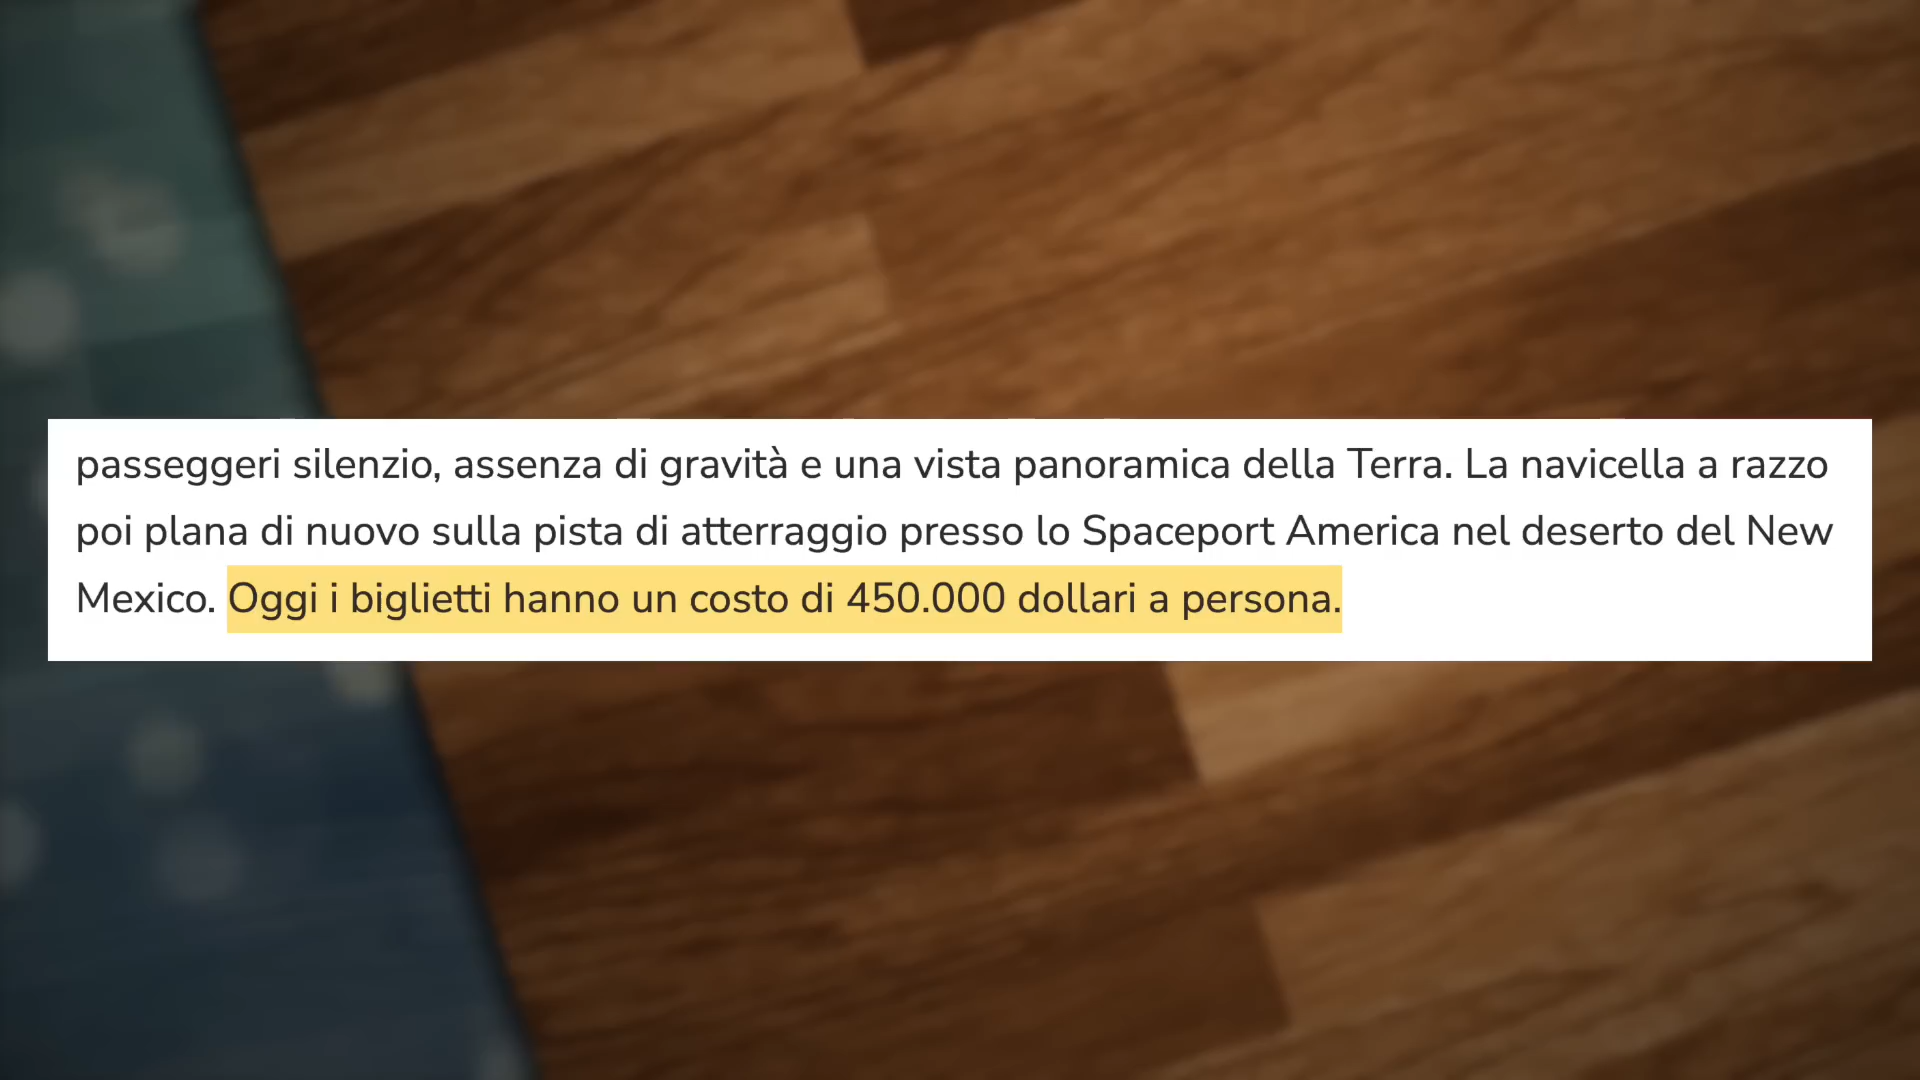 passeggeri silenzio, assenza di gravità e una vista panoramica della Terra. La navicella a razzo
poi plana di nuovo sulla pista di atterraggio presso lo Spaceport America nel deserto del New
Mexico. Oggi i biglietti hanno un costo di 450.000 dollari a persona.